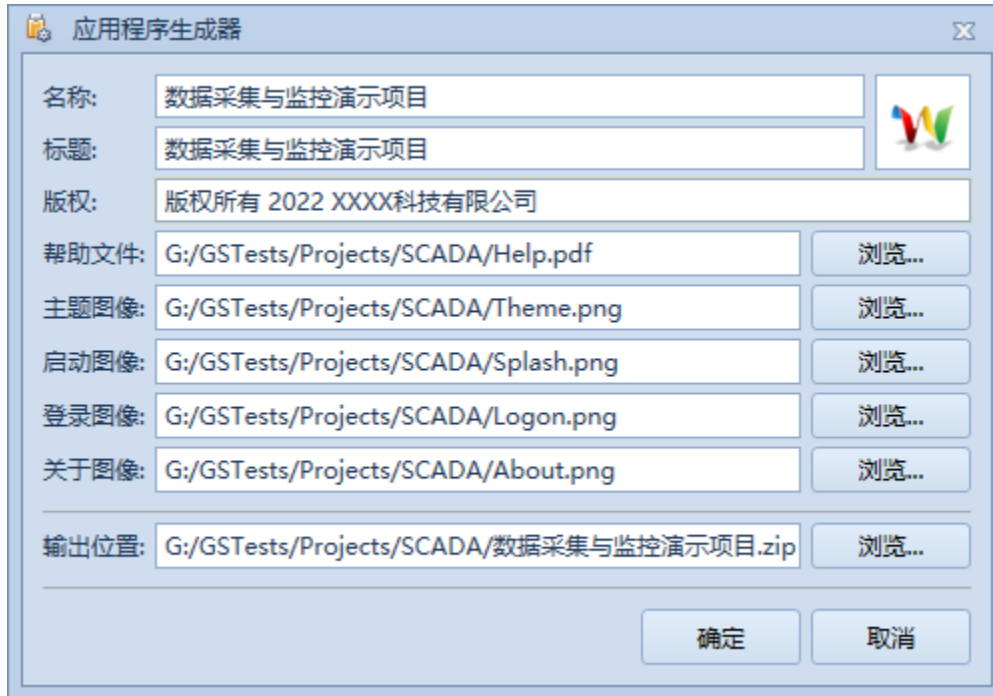 应用程序生成器
名称: 数据采集与监控演示项目
标题: 数据采集与监控演示项目
版权: 版权所有 2022 XXXX科技有限公司
帮助文件: G:/GSTests/Projects/SCADA/Help.pdf 浏览...
主题图像: G:/GSTests/Projects/SCADA/Theme.png 浏览...
启动图像: G:/GSTests/Projects/SCADA/Splash.png 浏览...
登录图像: G:/GSTests/Projects/SCADA/Logon.png 浏览...
关于图像: G:/GSTests/Projects/SCADA/About.png 浏览...
输出位置: G:/GSTests/Projects/SCADA/数据采集与监控演示项目.zip 浏览...
确定 取消